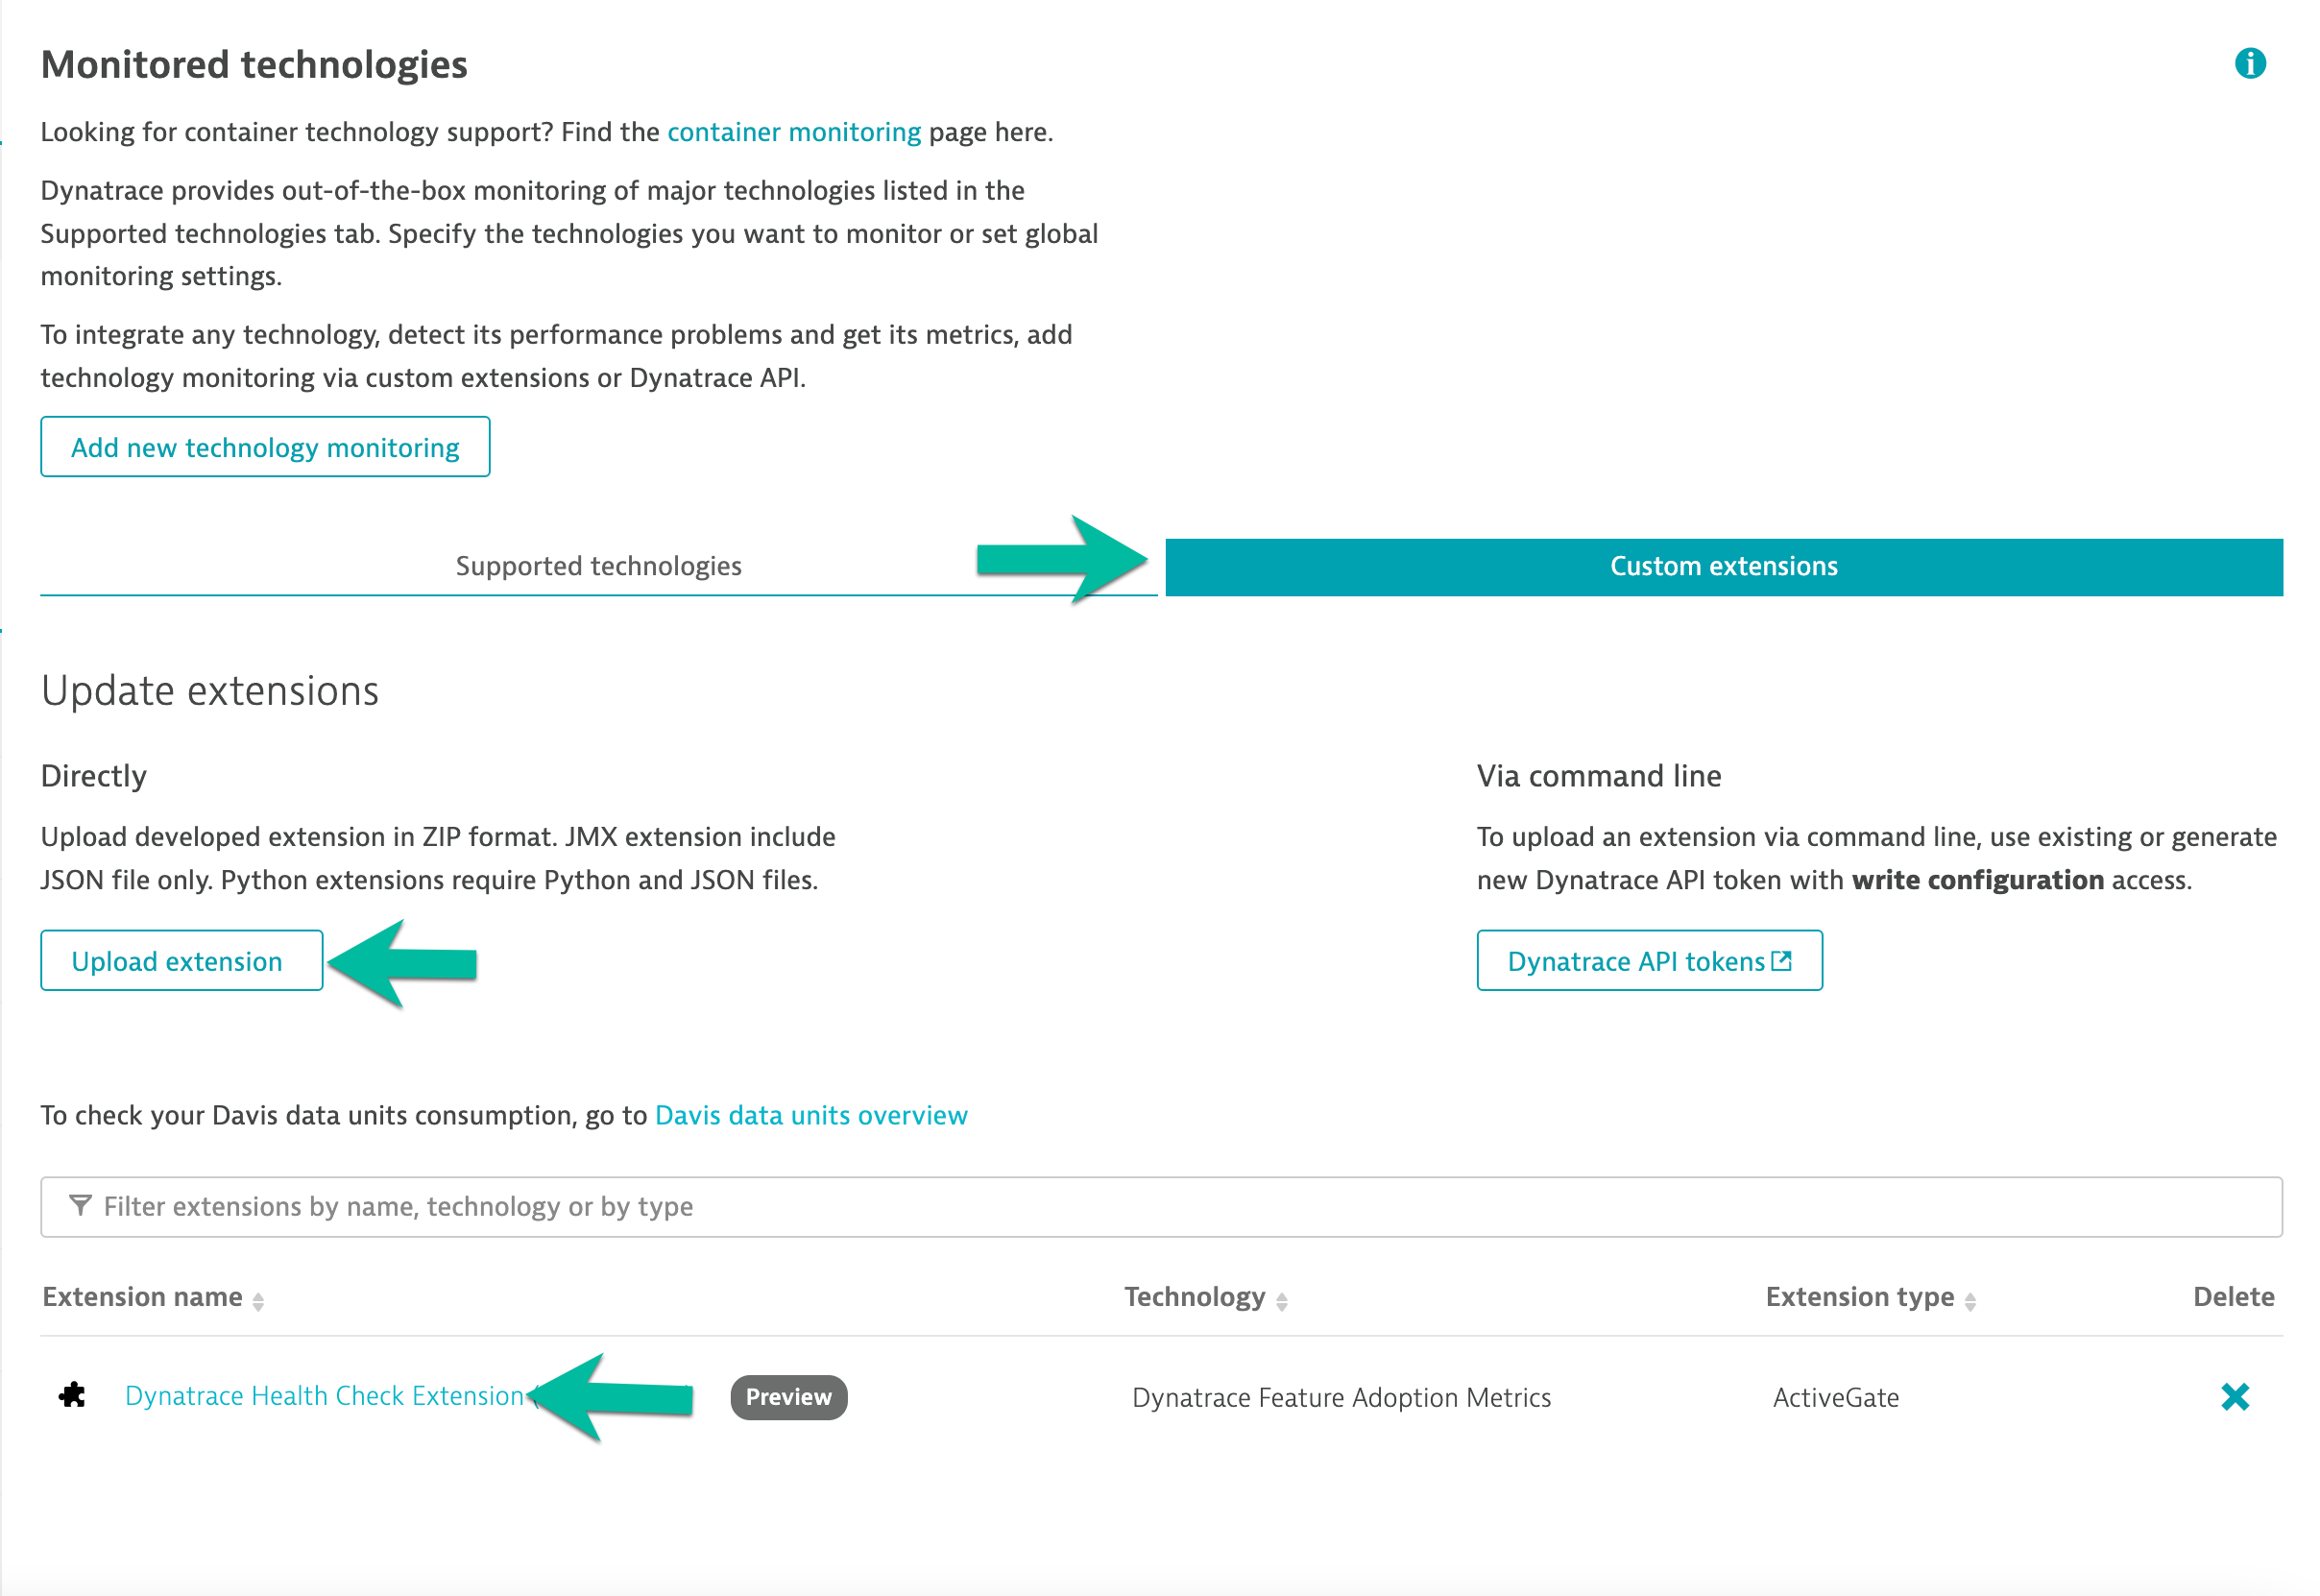 Monitored technologies
Looking for container technology support? Find the container monitoring page here.
Dynatrace provides out-of-the-box monitoring of major technologies listed in the
Supported technologies tab. Specify the technologies you want to monitor or set global
monitoring settings.
To integrate any technology, detect its performance problems and get its metrics, add
technology monitoring via custom extensions or Dynatrace API.
Add new technology monitoring
Supported technologies
Custom extensions
Update extensions
Directly
Upload developed extension in ZIP format. JMX extension include
JSON file only. Python extensions require Python and JSON files.
Upload extension
Via command line
To upload an extension via command line, use existing or generate
new Dynatrace API token with write configuration access.
Dynatrace API tokens
To check your Davis data units consumption, go to Davis data units overview
Filter extensions by name, technology or by type
Extension name Technology Extension type Delete
Dynatrace Health Check Extension Preview Dynatrace Feature Adoption Metrics ActiveGate